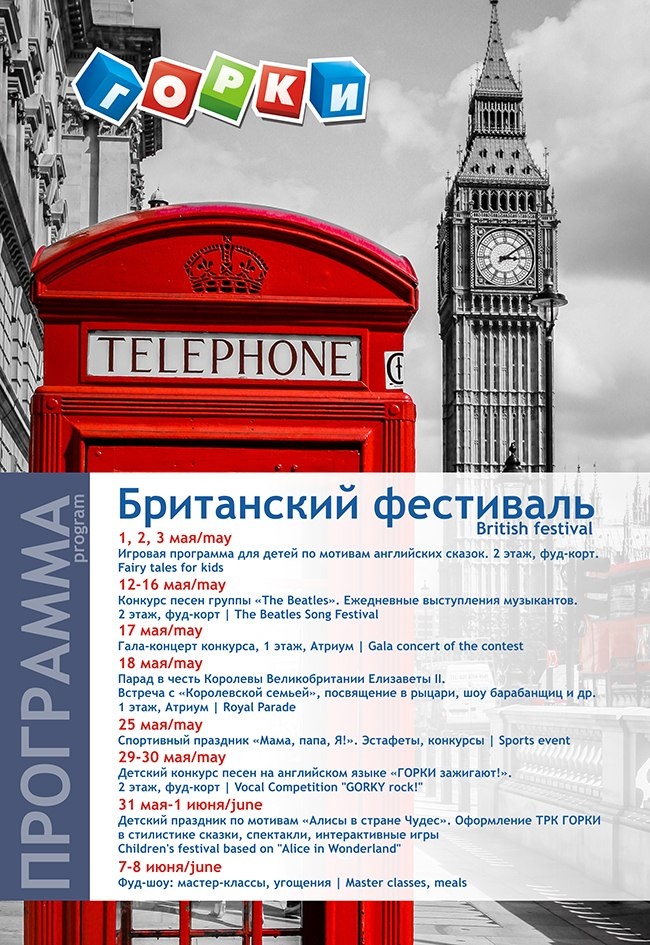 ГОРКИ
TELEPHONE
ПРОГРАММА
program
Британский фестиваль
British festival
1, 2, 3 мая/may
Игровая программа для детей по мотивам английских сказок. 2 этаж, фуд-корт.
Fairy tales for kids
12-16 мая/may
Конкурс песен группы «The Beatles». Ежедневные выступления музыкантов.
2 этаж, фуд-корт | The Beatles Song Festival
17 мая/may
Гала-концерт конкурса, 1 этаж, Атриум | Gala concert of the contest
18 мая/may
Парад в честь Королевы Великобритании Елизаветы II.
Встреча с «Королевской семьей», посвящение в рыцари, шоу барабанщиц и др.
1 этаж, Атриум | Royal Parade
25 мая/may
Спортивный праздник «Мама, папа, Я!». Эстафеты, конкурсы | Sports event
29-30 мая/may
Детский конкурс песен на английском языке «ГОРКИ зажигают!».
2 этаж, фуд-корт | Vocal Competition "GORKY rock!"
31 мая-1 июня/june
Детский праздник по мотивам «Алисы в стране Чудес». Оформление ТРК ГОРКИ
в стилистике сказки, спектакли, интерактивные игры
Children's festival based on "Alice in Wonderland"
7-8 июня/june
Фуд-шоу: мастер-классы, угощения | Master classes, meals